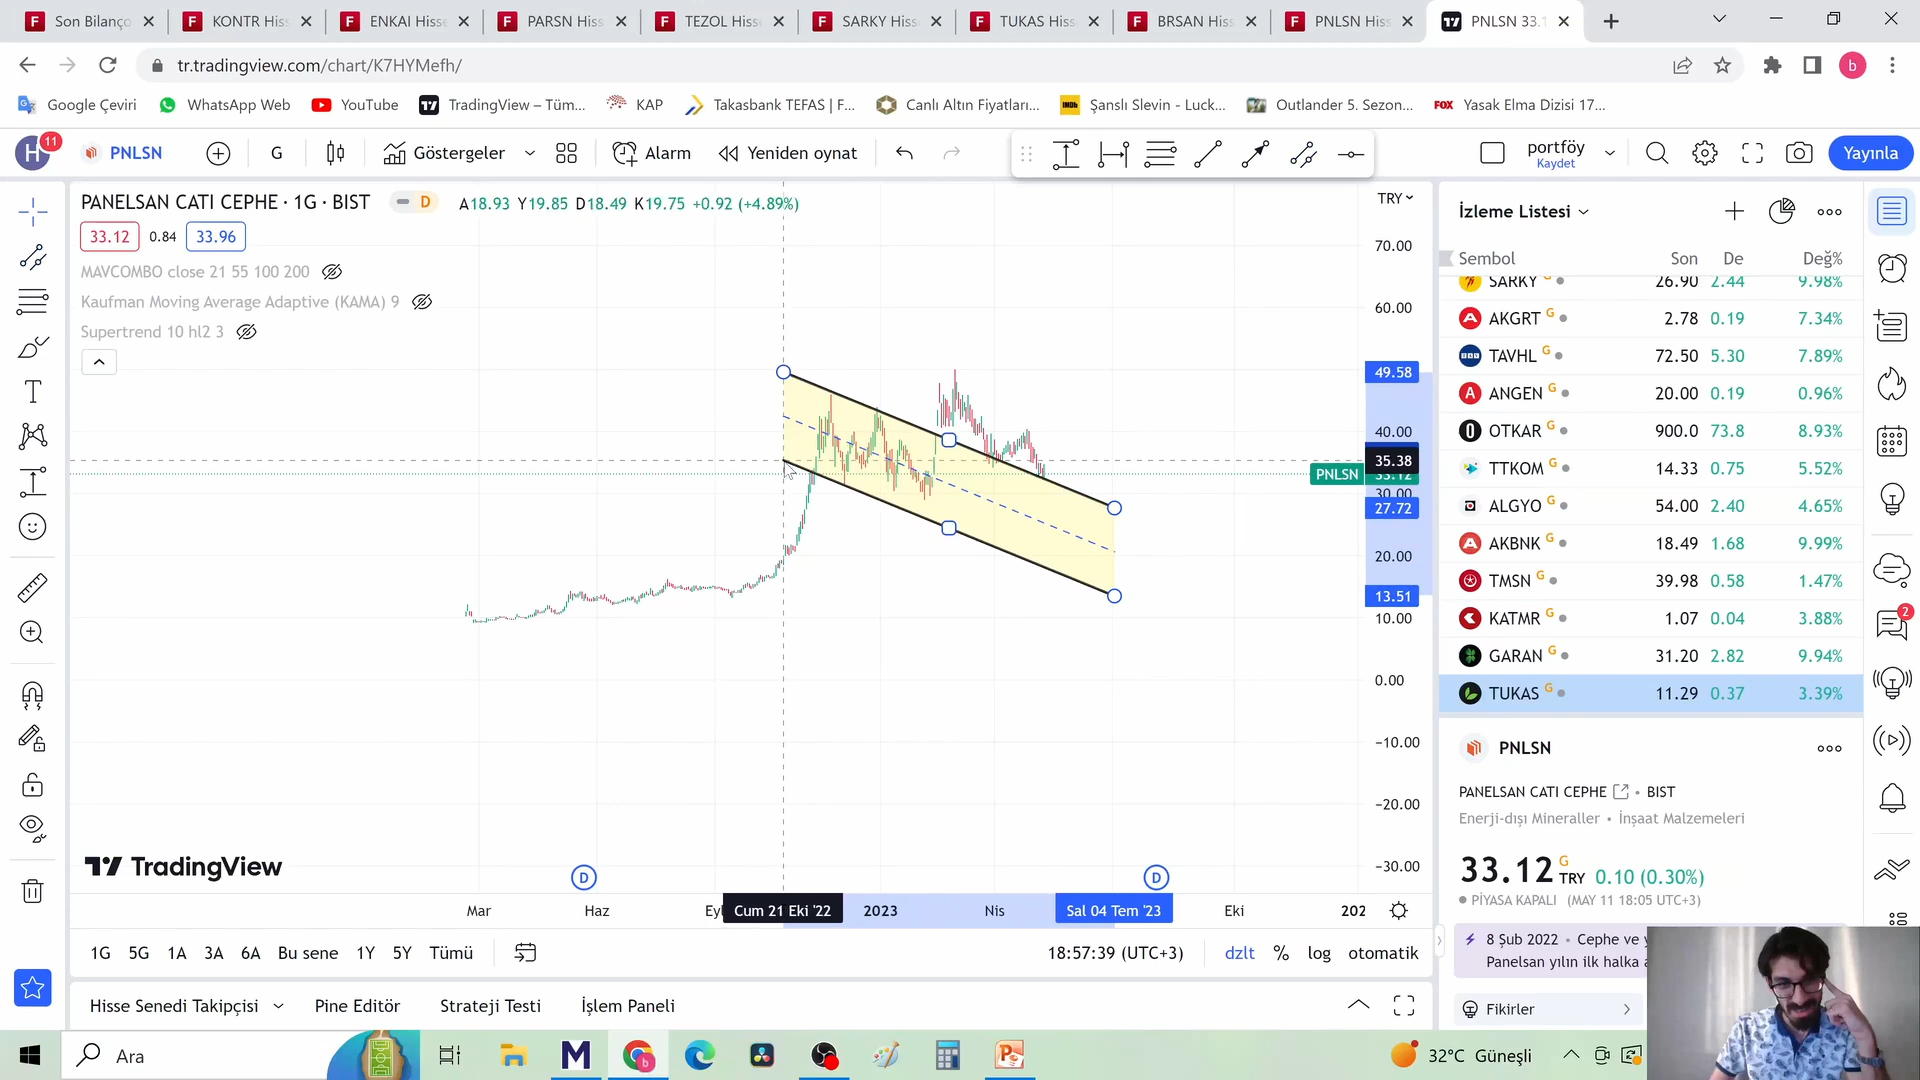 Son Bilanço
KONTR His
ENKAI Hisse
PARSN Hiss
TEZOL Hisse
SARKY Hiss
TUKAS Hiss
BRSAN Hiss
PNLSN Hiss
PNLSN 33.1
tr.tradingview.com/chart/K7HYMefh/
b
Google Çeviri
WhatsApp Web
YouTube
TradingView – Tüm...
KAP
Takasbank TEFAS | F...
Canlı Altın Fiyatları...
IMDb
Şanslı Slevin - Luck...
Outlander 5. Sezon...
FOX
Yasak Elma Dizisi 17...
H
11
PNLSN
G
Göstergeler
Alarm
Yeniden oynat
portföy
Kaydet
Yayınla
PANELSAN CATI CEPHE · 1G · BIST
D
A18.93 Y19.85 D18.49 K19.75 +0.92 (+4.89%)
TRY
33.12
0.84
33.96
MAVCOMBO close 21 55 100 200
Kaufman Moving Average Adaptive (KAMA) 9
Supertrend 10 hl2 3
70.00
60.00
49.58
40.00
35.38
PNLSN
33.12
30.00
27.72
20.00
13.51
10.00
0.00
−10.00
−20.00
−30.00
TradingView
D
D
Mar
Haz
Eyl
Cum 21 Eki '22
2023
Nis
Sal 04 Tem '23
Eki
202
1G
5G
1A
3A
6A
Bu sene
1Y
5Y
Tümü
18:57:39 (UTC+3)
dzlt
%
log
otomatik
Hisse Senedi Takipçisi
Pine Editör
Strateji Testi
İşlem Paneli
İzleme Listesi
Sembol Son De Değ%
SARKY G 26.90 2.44 9.98%
AKGRT G 2.78 0.19 7.34%
TAVHL G 72.50 5.30 7.89%
ANGEN G 20.00 0.19 0.96%
OTKAR G 900.0 73.8 8.93%
TTKOM G 14.33 0.75 5.52%
ALGYO G 54.00 2.40 4.65%
AKBNK G 18.49 1.68 9.99%
TMSN G 39.98 0.58 1.47%
KATMR G 1.07 0.04 3.88%
GARAN G 31.20 2.82 9.94%
TUKAS G 11.29 0.37 3.39%
2
PNLSN
PANELSAN CATI CEPHE • BIST
Enerji-dışı Mineraller • İnşaat Malzemeleri
33.12 G TRY 0.10 (0.30%)
PİYASA KAPALI (MAY 11 18:05 UTC+3)
8 Şub 2022 • Cephe ve y
Panelsan yılın ilk halka a
Fikirler
Ara
32°C Güneşli